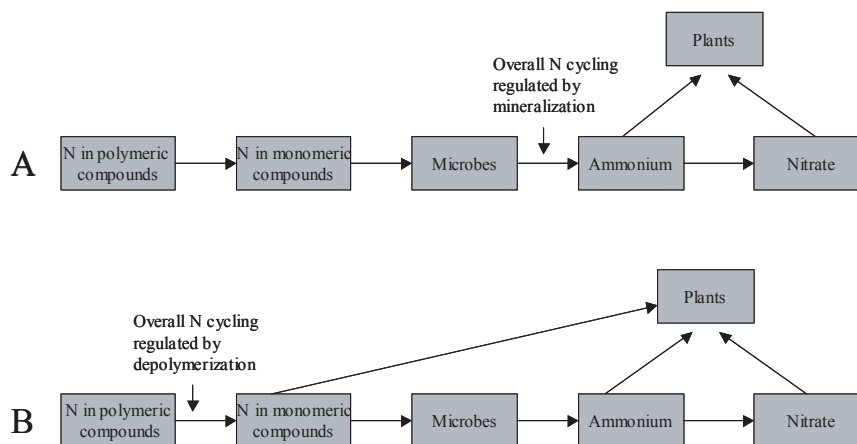 Plants
Overall N cycling
regulated by
mineralization
A
N in polymeric
compounds
N in monomeric
compounds
Microbes
Ammonium
Nitrate
Plants
Overall N cycling
regulated by
depolymerization
B
N in polymeric
compounds
N in monomeric
compounds
Microbes
Ammonium
Nitrate